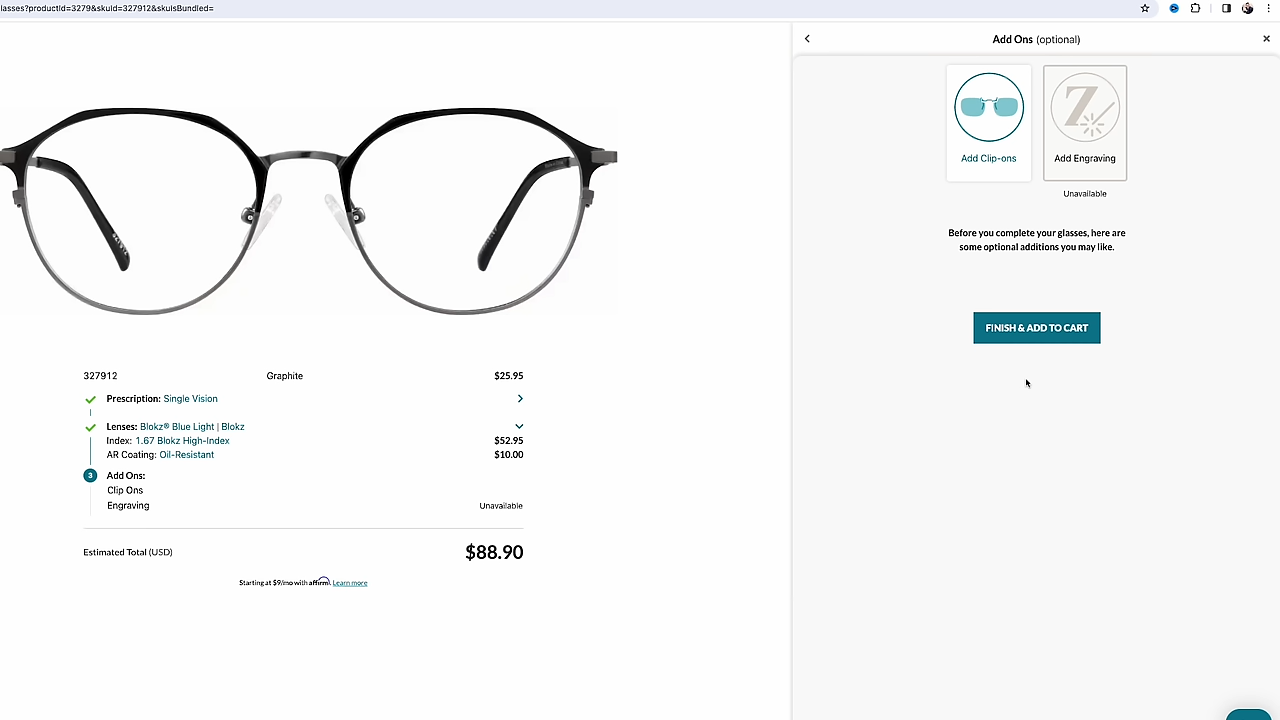 lasses?productId=3279&skuId=327912&skuIsBundled=
Add Ons (optional)
Add Clip-ons
Z
Add Engraving
Unavailable
Before you complete your glasses, here are
some optional additions you may like.
FINISH & ADD TO CART
327912 Graphite $25.95
Prescription: Single Vision
Lenses: Blokz® Blue Light | Blokz
Index: 1.67 Blokz High-Index $52.95
AR Coating: Oil-Resistant $10.00
3 Add Ons:
Clip Ons
Engraving Unavailable
Estimated Total (USD) $88.90
Starting at $9/mo with affirm. Learn more